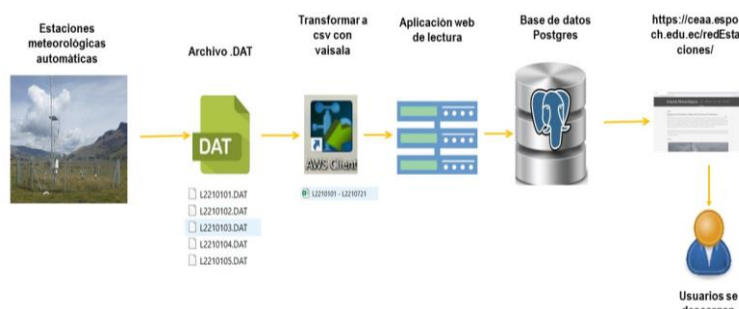 Estaciones
meteorológicas
automáticas
Archivo .DAT
Transformar a
csv con
vaisala
Aplicación web
de lectura
Base de datos
Postgres
https://ceaa.espo
ch.edu.ec/redEsta
ciones/
DAT
AWS Client
L2210101.DAT
L2210102.DAT
L2210103.DAT
L2210104.DAT
L2210105.DAT
L2210101 - L2210721
Usuarios se
descargan